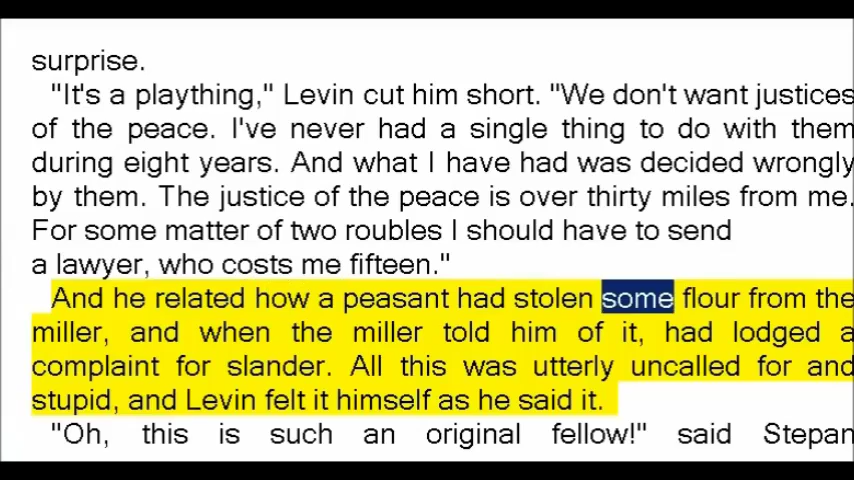 surprise.
"It's a plaything," Levin cut him short. "We don't want justices
of the peace. I've never had a single thing to do with them
during eight years. And what I have had was decided wrongly
by them. The justice of the peace is over thirty miles from me.
For some matter of two roubles I should have to send
a lawyer, who costs me fifteen."
And he related how a peasant had stolen some flour from the
miller, and when the miller told him of it, had lodged a
complaint for slander. All this was utterly uncalled for and
stupid, and Levin felt it himself as he said it.
"Oh, this is such an original fellow!" said Stepan